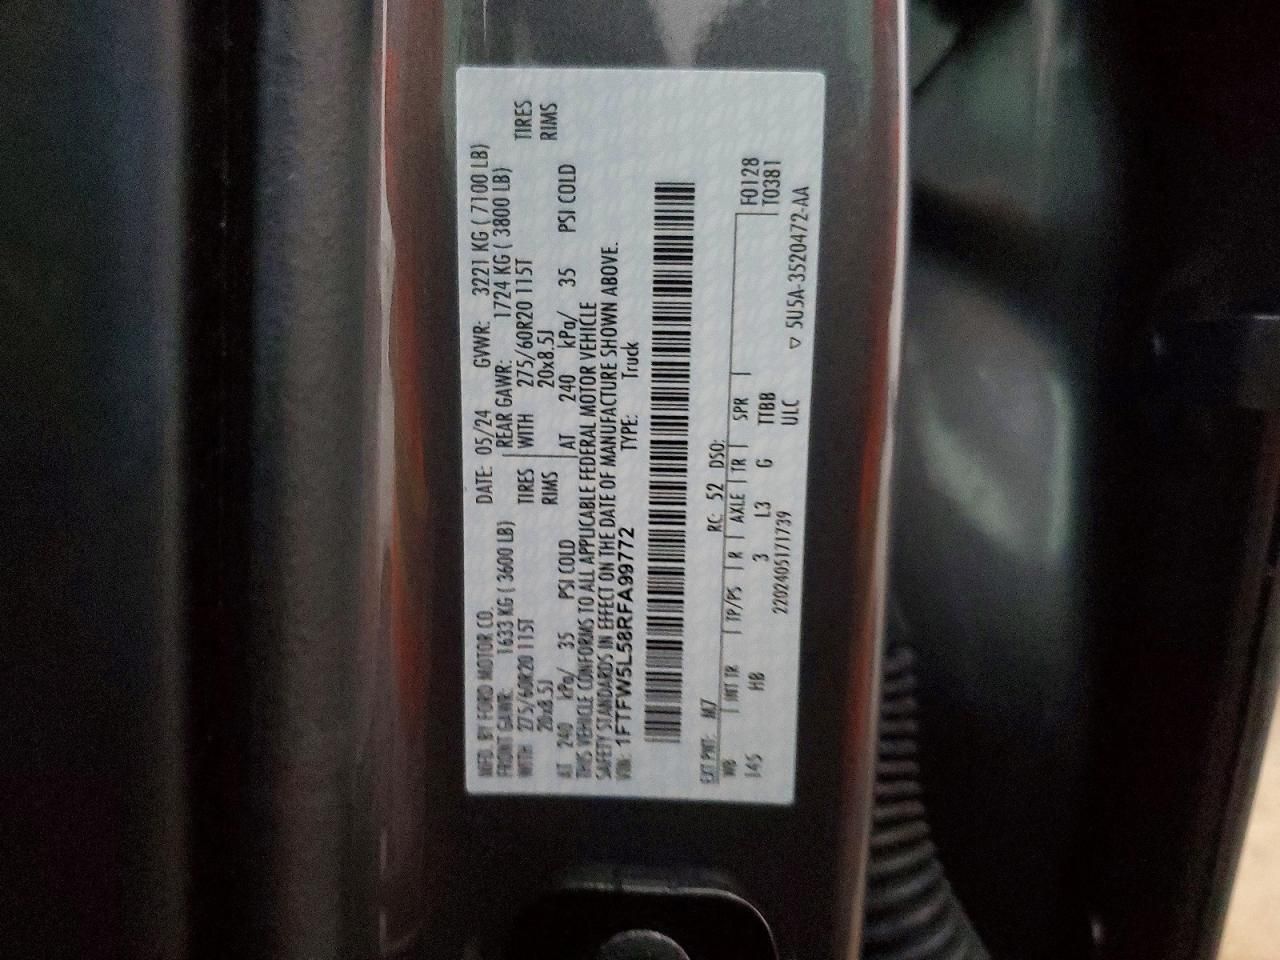 MFD. BY FORD MOTOR CO.
DATE: 05/24 GVWR: 3221 KG ( 7100 LB)
FRONT GAWR: 1633 KG ( 3600 LB) REAR GAWR: 1724 KG ( 3800 LB)
WITH 275/60R20 115T TIRES WITH 275/60R20 115T TIRES
20x8.5J RIMS 20x8.5J RIMS
AT 240 kPa/ 35 PSI COLD AT 240 kPa/ 35 PSI COLD
THIS VEHICLE CONFORMS TO ALL APPLICABLE FEDERAL MOTOR VEHICLE
SAFETY STANDARDS IN EFFECT ON THE DATE OF MANUFACTURE SHOWN ABOVE.
VIN: 1FTFW5L58RFA99772 TYPE: Truck
EXT PNT: M7 RC: 52 DSO:
WB INT TR TP/PS R AXLE TR SPR F0128
145 HB 3 L3 G TTBB T0381
2202405171739 ULC
▽ 5U5A-3520472-AA